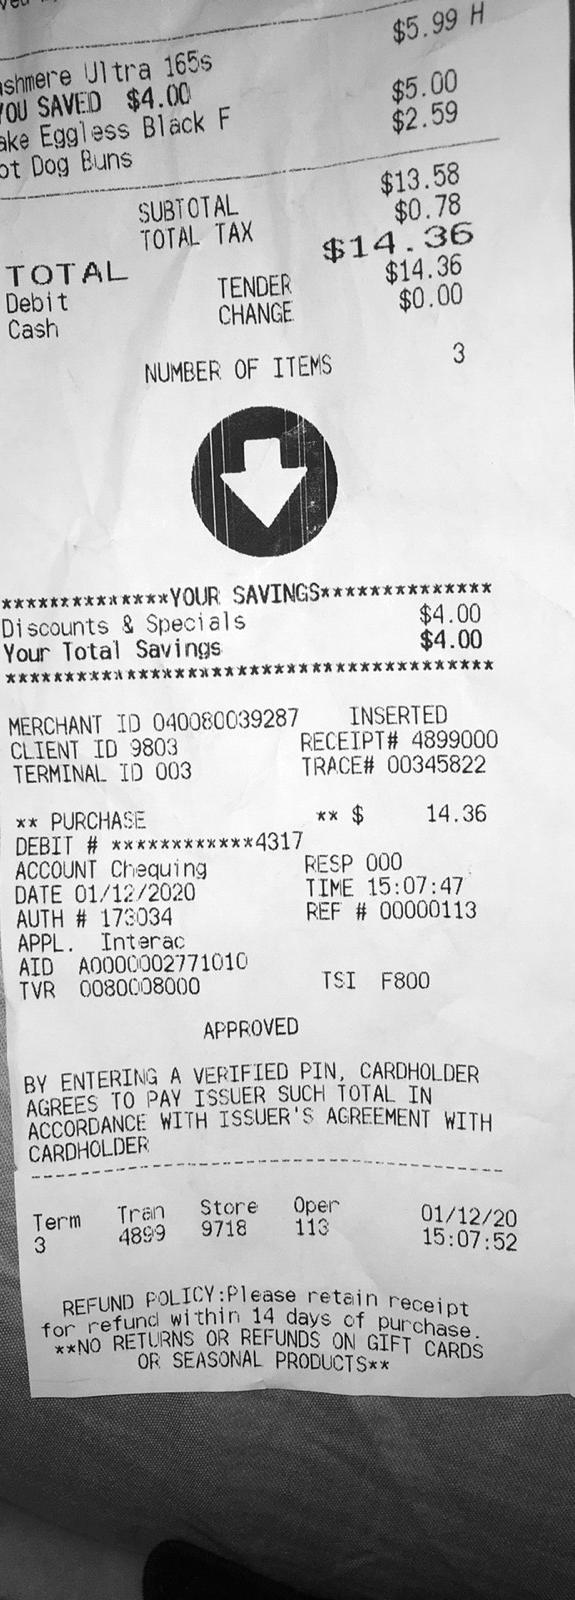 $5.99 H
ashmere Ultra 165s
YOU SAVED $4.00
ake Eggless Black F $5.00
ot Dog Buns $2.59
SUBTOTAL $13.58
TOTAL TAX $0.78
TOTAL $14.36
Debit TENDER $14.36
Cash CHANGE $0.00
NUMBER OF ITEMS 3
**************YOUR SAVINGS**************
Discounts & Specials $4.00
Your Total Savings $4.00
****************************************
MERCHANT ID 040080039287 INSERTED
CLIENT ID 9803 RECEIPT# 4899000
TERMINAL ID 003 TRACE# 00345822
** PURCHASE ** $ 14.36
DEBIT # ************4317
ACCOUNT Chequing RESP 000
DATE 01/12/2020 TIME 15:07:47
AUTH # 173034 REF # 00000113
APPL. Interac
AID A0000002771010
TVR 0080008000 TSI F800
APPROVED
BY ENTERING A VERIFIED PIN, CARDHOLDER
AGREES TO PAY ISSUER SUCH TOTAL IN
ACCORDANCE WITH ISSUER'S AGREEMENT WITH
CARDHOLDER
Term Tran Store Oper 01/12/20
3 4899 9718 113 15:07:52
REFUND POLICY:Please retain receipt
for refund within 14 days of purchase.
**NO RETURNS OR REFUNDS ON GIFT CARDS
OR SEASONAL PRODUCTS**